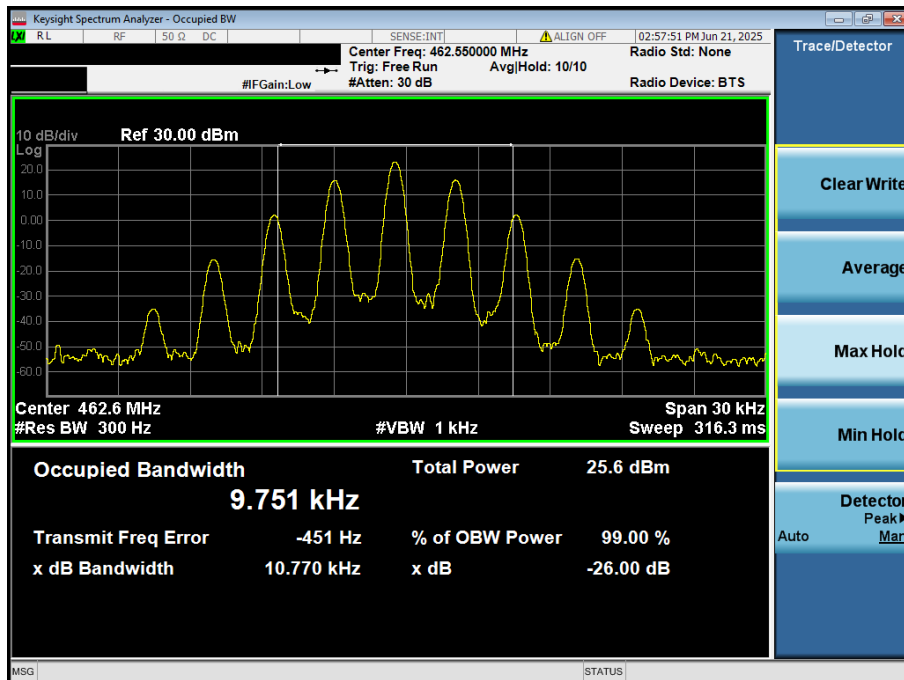 Keysight Spectrum Analyzer - Occupied BW
LXI RL RF 50 Ω DC SENSE:INT ALIGN OFF 02:57:51 PM Jun 21, 2025
Center Freq: 462.550000 MHz Radio Std: None
Trig: Free Run Avg|Hold: 10/10
#IFGain:Low #Atten: 30 dB Radio Device: BTS
Trace/Detector
10 dB/div Ref 30.00 dBm
Log
20.0
10.0
0.00
-10.0
-20.0
-30.0
-40.0
-50.0
-60.0
Center 462.6 MHz Span 30 kHz
#Res BW 300 Hz #VBW 1 kHz Sweep 316.3 ms
Occupied Bandwidth Total Power 25.6 dBm
9.751 kHz
Transmit Freq Error -451 Hz % of OBW Power 99.00 %
x dB Bandwidth 10.770 kHz x dB -26.00 dB
Clear Write
Average
Max Hold
Min Hold
Detector
Peak
Auto Man
MSG STATUS